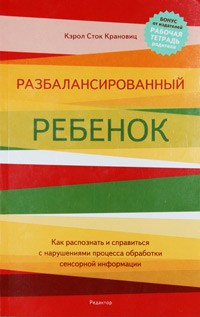 Кэрол Сток Крановиц
БОНУС
от издателей
РАБОЧАЯ
ТЕТРАДЬ
родителя
РАЗБАЛАНСИРОВАННЫЙ
РЕБЕНОК
Как распознать и справиться
с нарушениями процесса обработки
сенсорной информации
Редактор